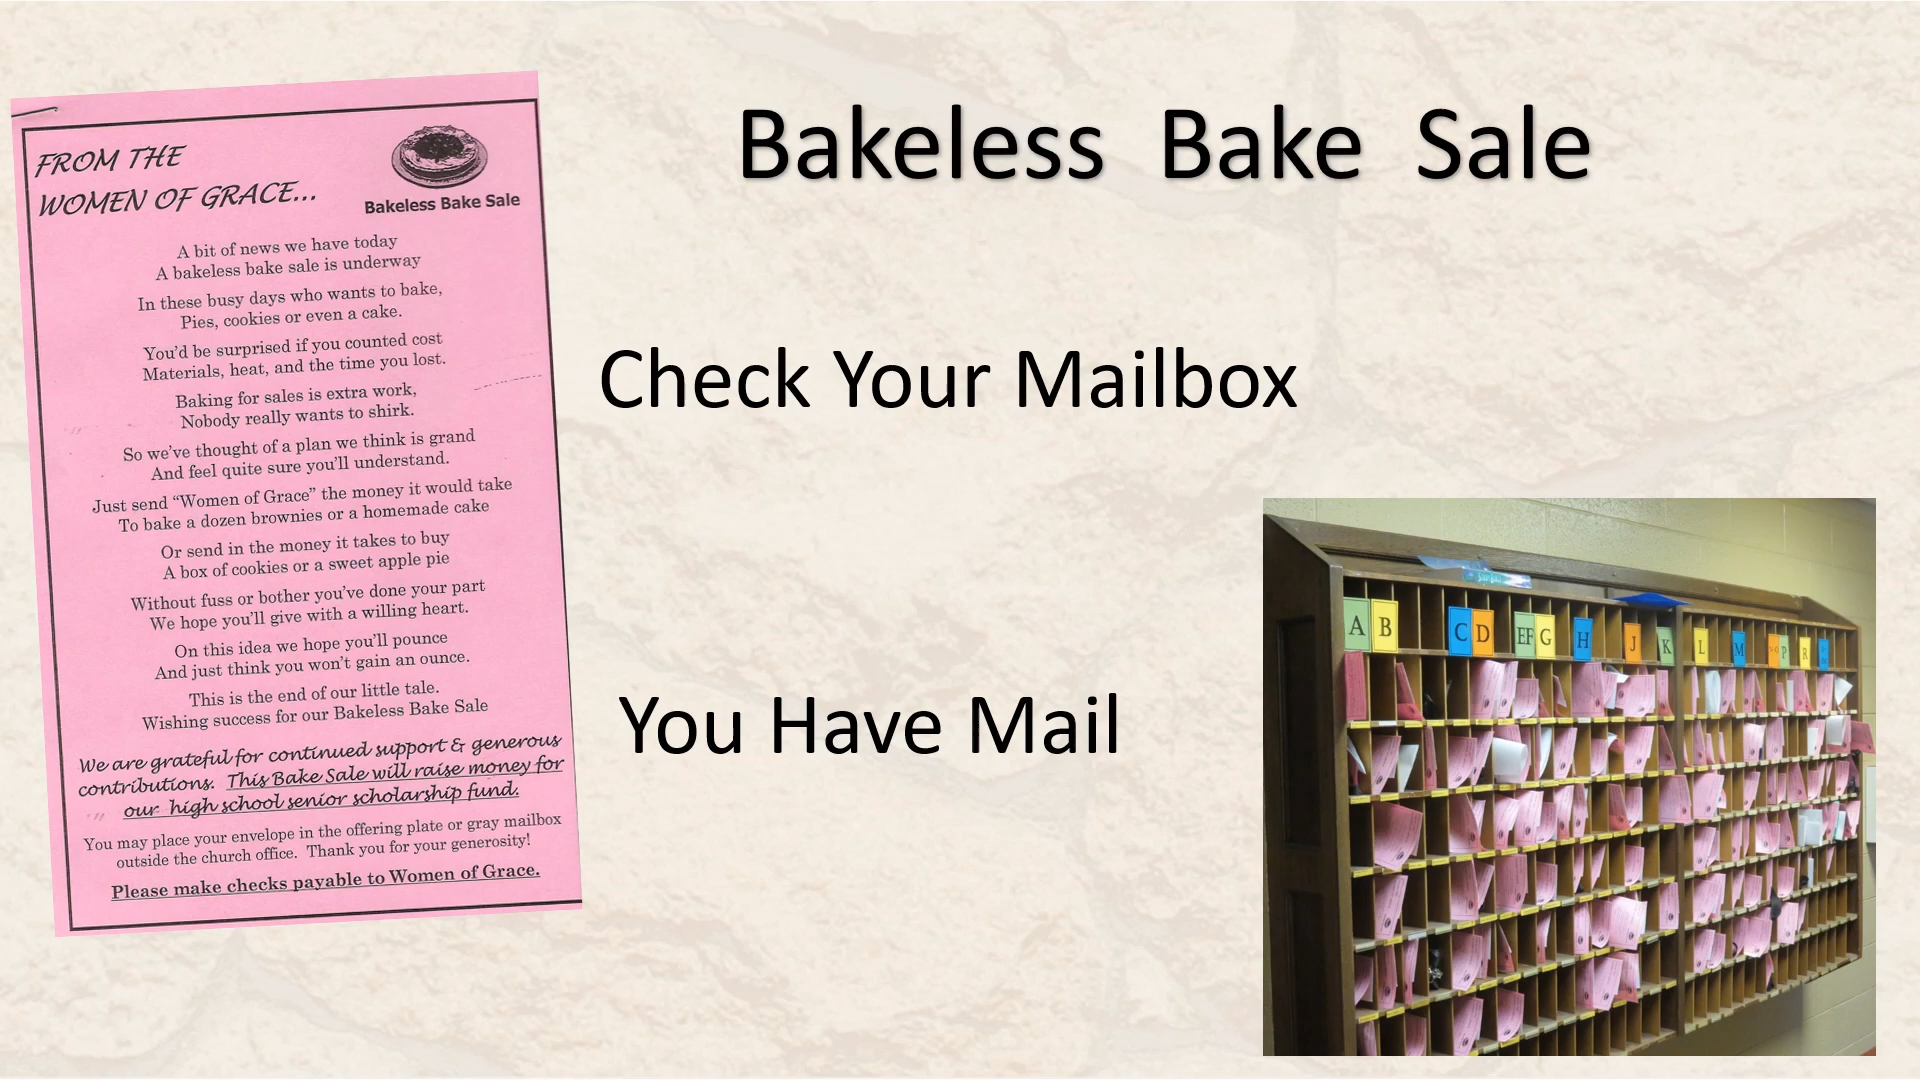 Bakeless Bake Sale
FROM THE
WOMEN OF GRACE...
Bakeless Bake Sale
A bit of news we have today
A bakeless bake sale is underway
In these busy days who wants to bake,
Pies, cookies or even a cake.
You'd be surprised if you counted cost
Materials, heat, and the time you lost.
Baking for sales is extra work,
Nobody really wants to shirk.
So we've thought of a plan we think is grand
And feel quite sure you'll understand.
Just send “Women of Grace” the money it would take
To bake a dozen brownies or a homemade cake
Or send in the money it takes to buy
A box of cookies or a sweet apple pie
Without fuss or bother you've done your part
We hope you'll give with a willing heart.
On this idea we hope you'll pounce
And just think you won't gain an ounce.
This is the end of our little tale.
Wishing success for our Bakeless Bake Sale
We are grateful for continued support & generous
contributions. This Bake Sale will raise money for
our high school senior scholarship fund.
You may place your envelope in the offering plate or gray mailbox
outside the church office. Thank you for your generosity!
Please make checks payable to Women of Grace.
Check Your Mailbox
You Have Mail
A B C D EF G H J K L M P R